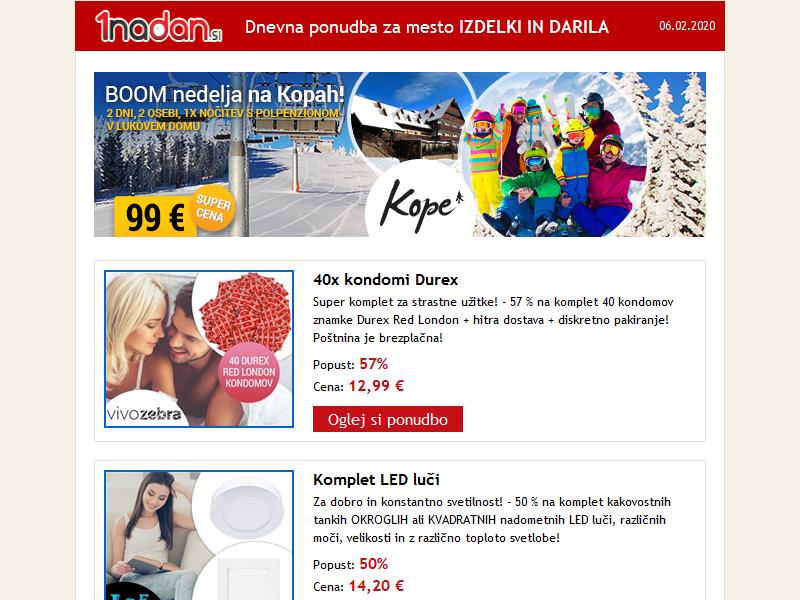 1nadan.si
Dnevna ponudba za mesto IZDELKI IN DARILA
06.02.2020
BOOM nedelja na Kopah!
2 DNI, 2 OSEBI, 1X NOČITEV S POLPENZIONOM
V LUKOVEM DOMU
99 €
SUPER
CENA
Kope
40x kondomi Durex
Super komplet za strastne užitke! - 57 % na komplet 40 kondomov
znamke Durex Red London + hitra dostava + diskretno pakiranje!
Poštnina je brezplačna!
Popust: 57%
Cena: 12,99 €
Oglej si ponudbo
40 DUREX
RED LONDON
KONDOMOV
vivozebra
Komplet LED luči
Za dobro in konstantno svetilnost! - 50 % na komplet kakovostnih
tankih OKROGLIH ali KVADRATNIH nadometnih LED luči, različnih
moči, velikosti in z različno toploto svetlobe!
Popust: 50%
Cena: 14,20 €